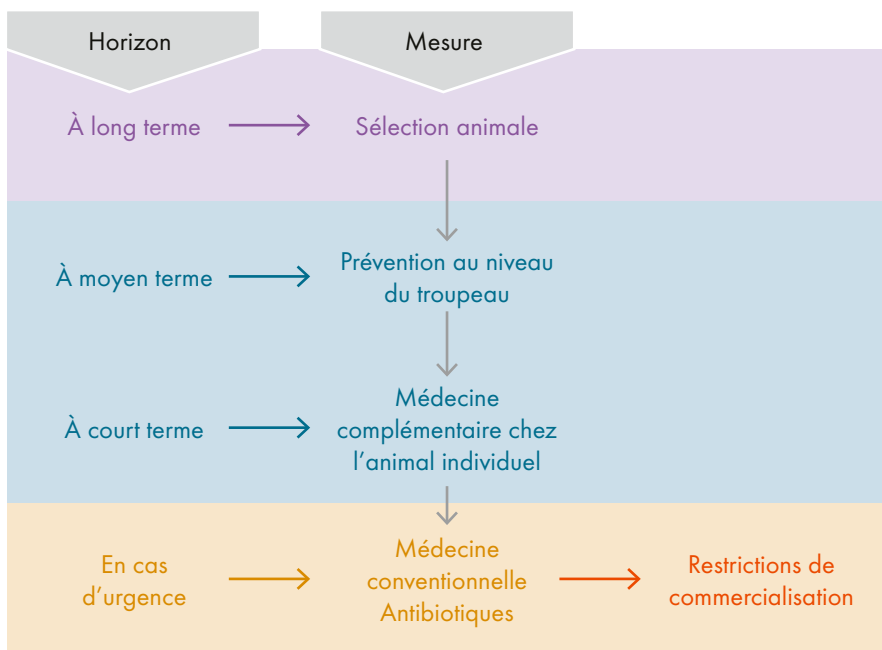 Horizon
Mesure
À long terme
Sélection animale
À moyen terme
Prévention au niveau
du troupeau
À court terme
Médecine
complémentaire chez
l’animal individuel
En cas
d’urgence
Médecine
conventionnelle
Antibiotiques
Restrictions de
commercialisation